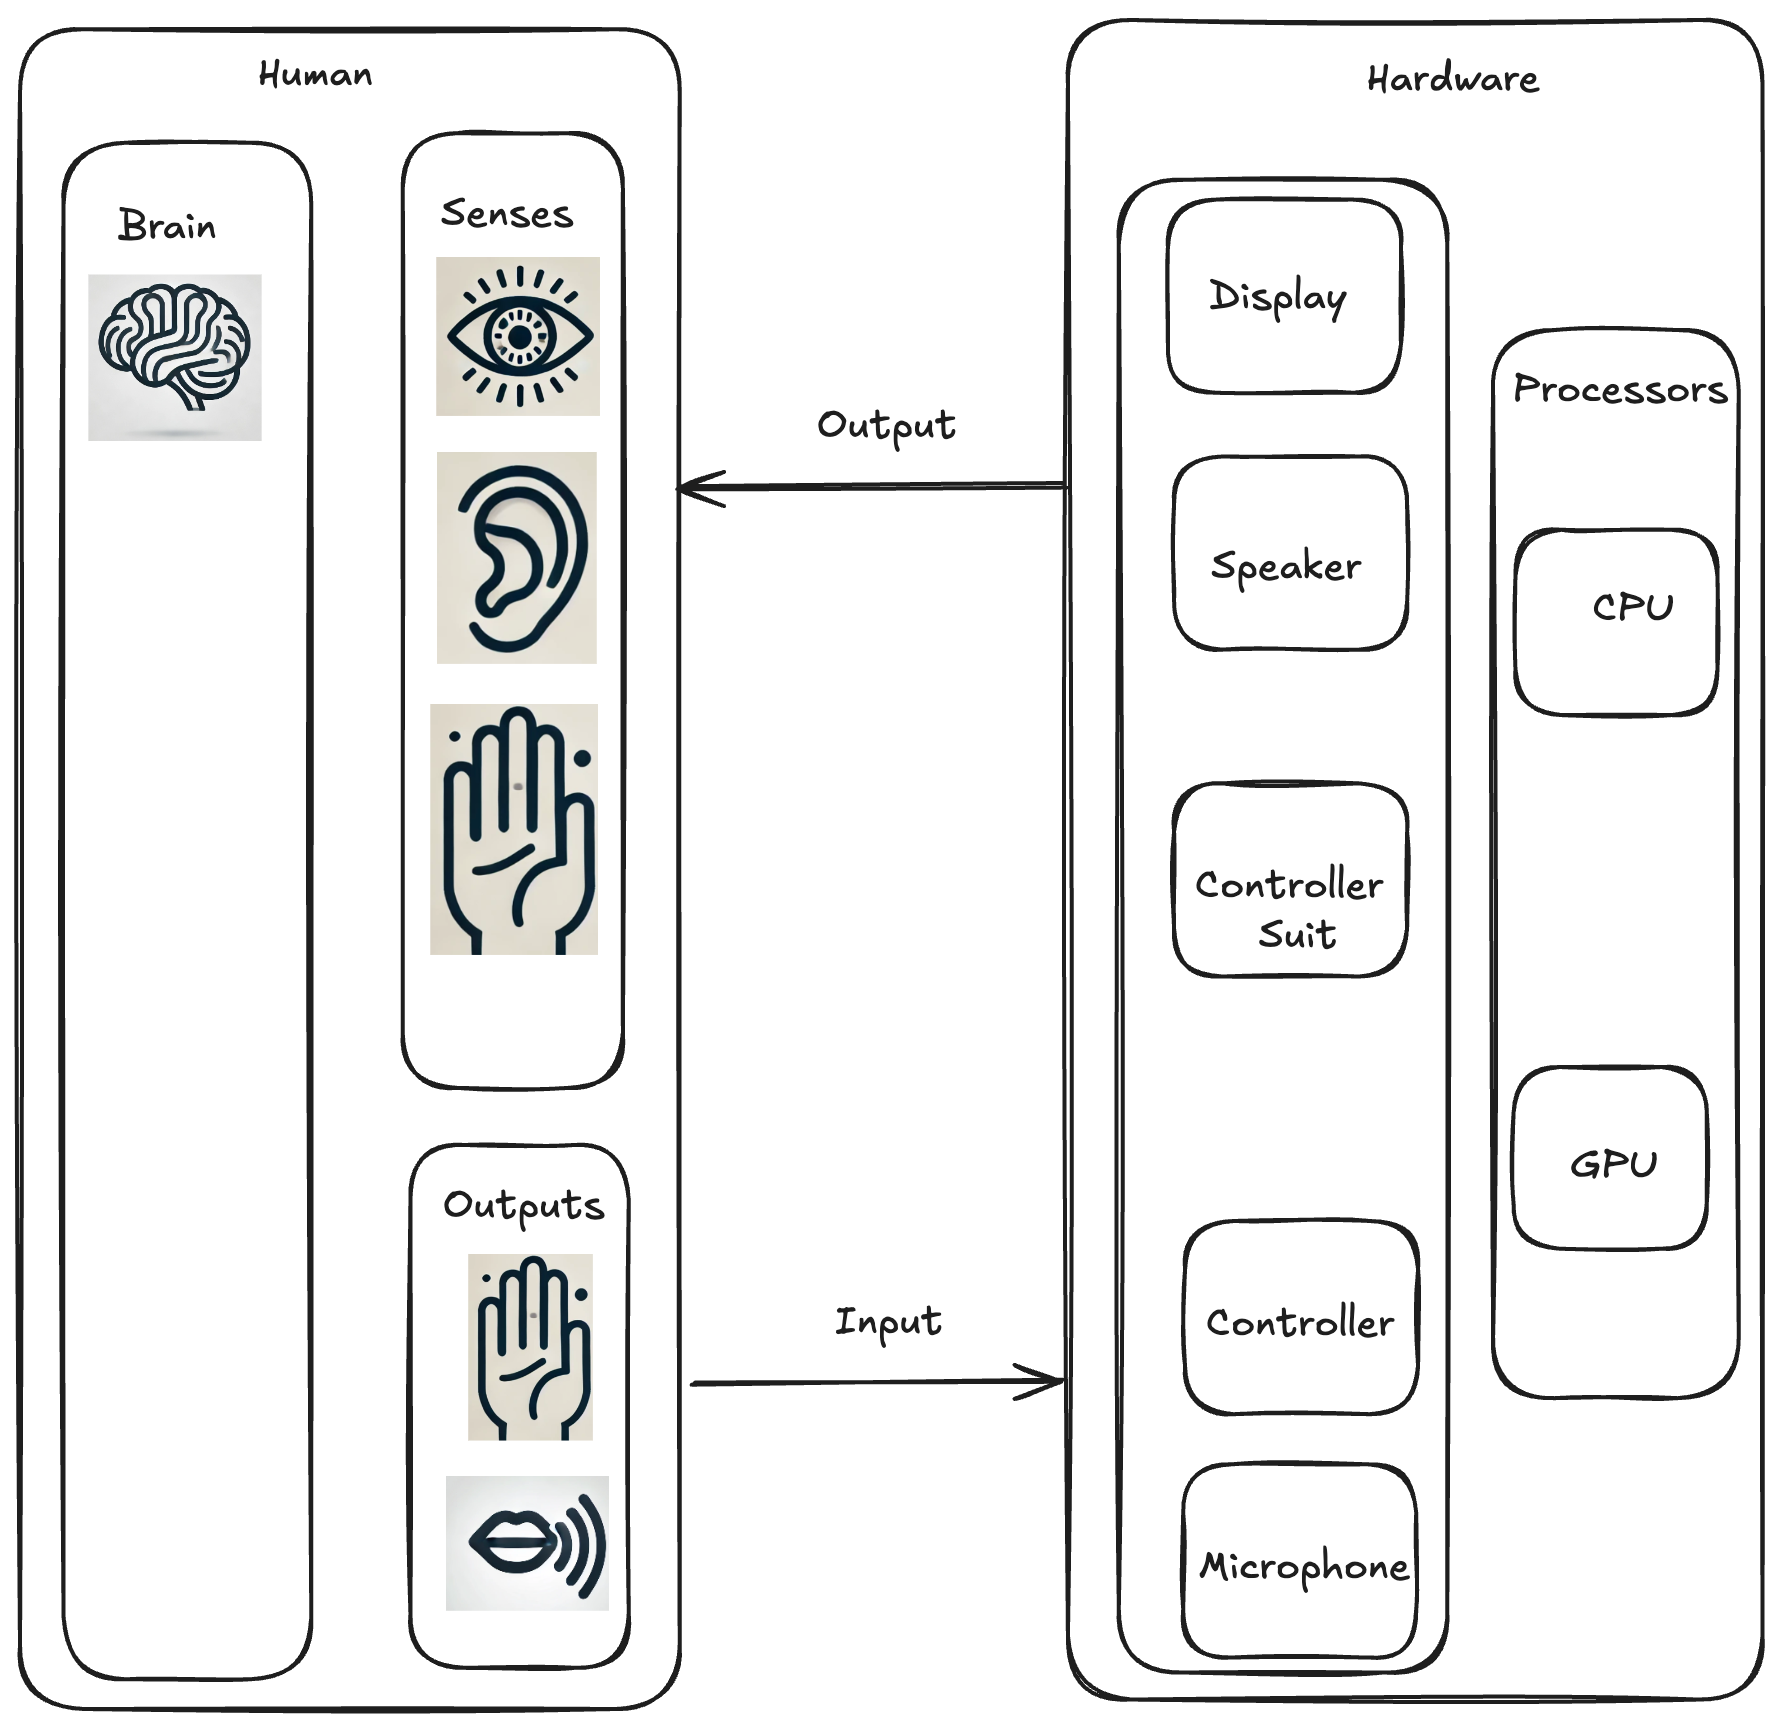 Human
Brain
Senses
Outputs
Output
Input
Hardware
Display
Speaker
Controller
Suit
Controller
Microphone
Processors
CPU
GPU